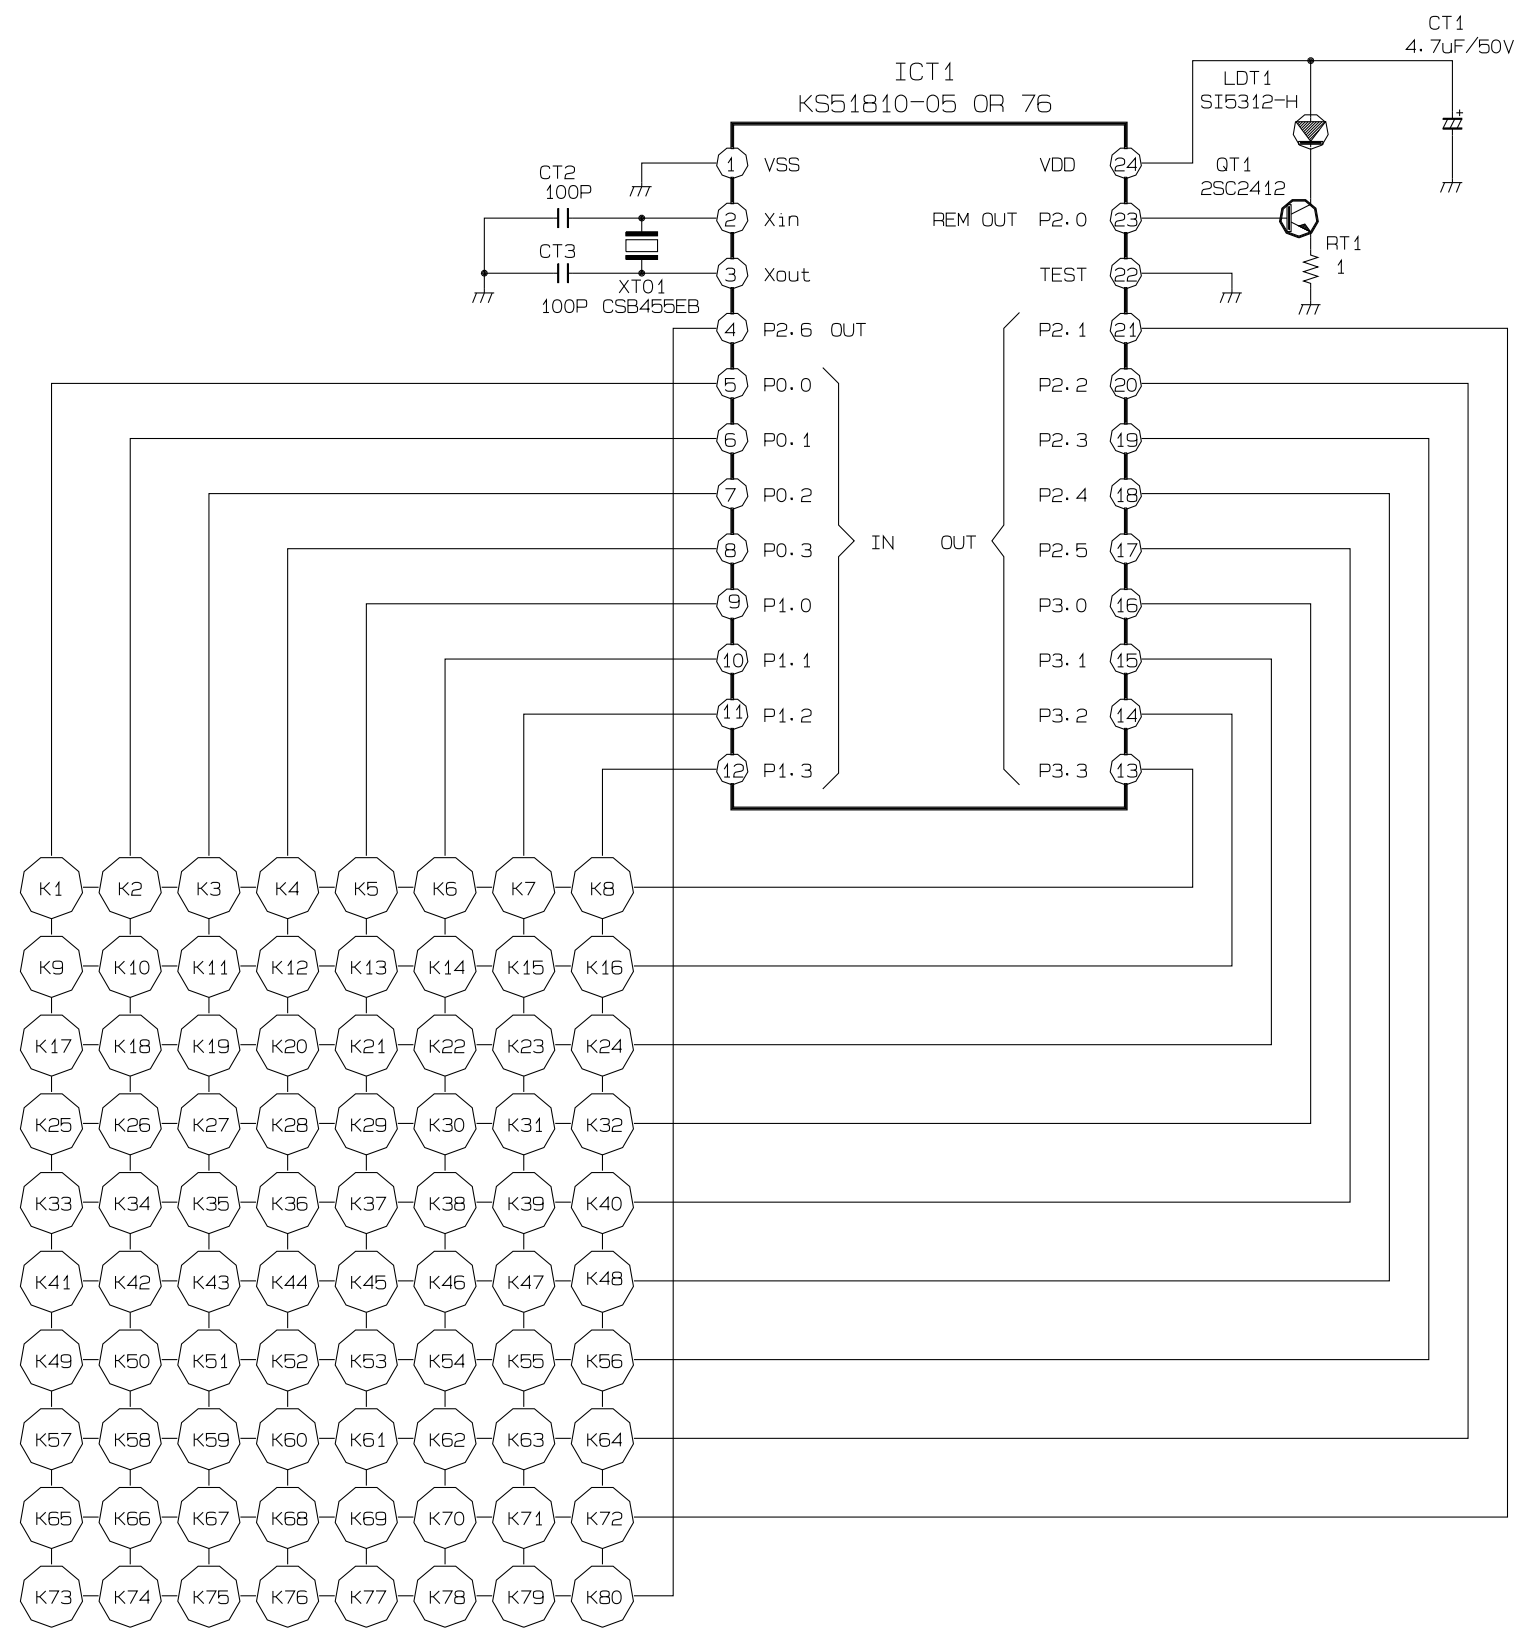 CT1
4.7uF/50V
ICT1
LDT1
KS51810-05 OR 76
SI5312-H
1 VSS VDD 24
CT2
100P
QT1
2SC2412
2 Xin REM OUT P2.0 23
CT3
RT1
1
3 Xout TEST 22
XT01
100P CSB455EB
4 P2.6 OUT P2.1 21
5 P0.0 P2.2 20
6 P0.1 P2.3 19
7 P0.2 P2.4 18
IN OUT
8 P0.3 P2.5 17
9 P1.0 P3.0 16
10 P1.1 P3.1 15
11 P1.2 P3.2 14
12 P1.3 P3.3 13
K1 K2 K3 K4 K5 K6 K7 K8
K9 K10 K11 K12 K13 K14 K15 K16
K17 K18 K19 K20 K21 K22 K23 K24
K25 K26 K27 K28 K29 K30 K31 K32
K33 K34 K35 K36 K37 K38 K39 K40
K41 K42 K43 K44 K45 K46 K47 K48
K49 K50 K51 K52 K53 K54 K55 K56
K57 K58 K59 K60 K61 K62 K63 K64
K65 K66 K67 K68 K69 K70 K71 K72
K73 K74 K75 K76 K77 K78 K79 K80